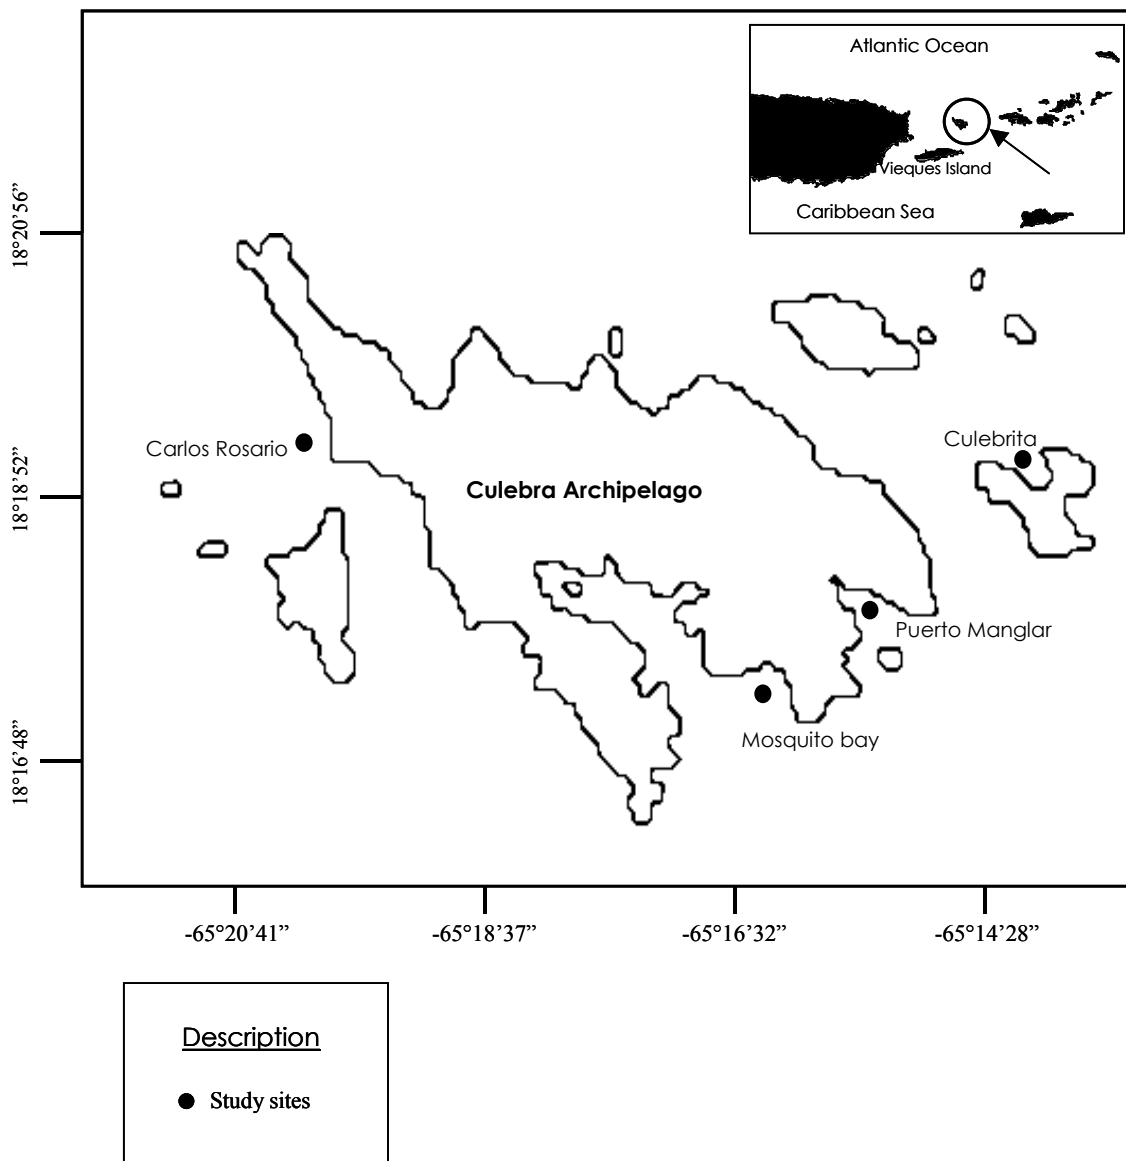 Atlantic Ocean
Vieques Island
Caribbean Sea
18°20’56”
Carlos Rosario
Culebrita
18°18’52”
Culebra Archipelago
Puerto Manglar
Mosquito bay
18°16’48”
-65°20’41”
-65°18’37”
-65°16’32”
-65°14’28”
Description
Study sites